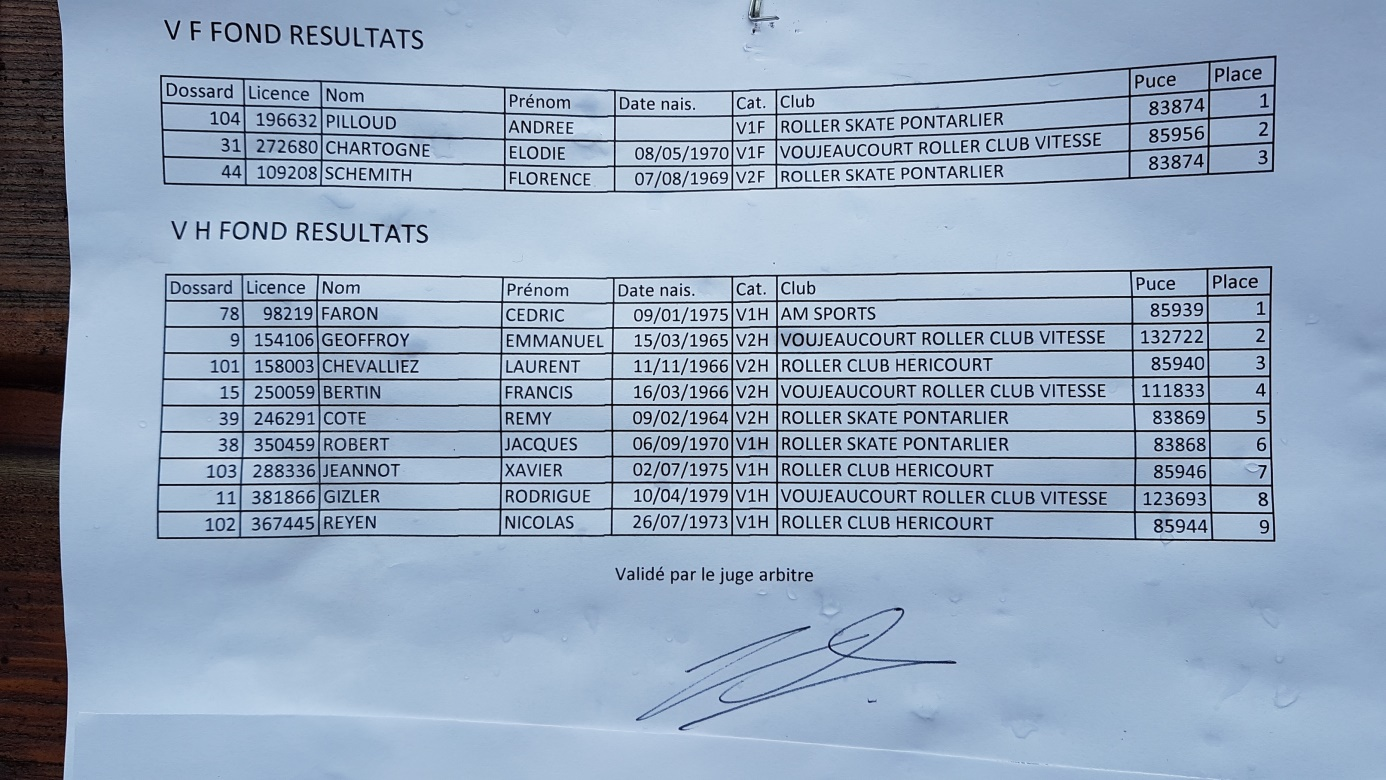 V F FOND RESULTATS
Dossard Licence Nom Prénom Date nais. Cat. Club Puce Place
104 196632 PILLOUD ANDREE V1F ROLLER SKATE PONTARLIER 83874 1
31 272680 CHARTOGNE ELODIE 08/05/1970 V1F VOUJEAUCOURT ROLLER CLUB VITESSE 85956 2
44 109208 SCHEMITH FLORENCE 07/08/1969 V2F ROLLER SKATE PONTARLIER 83874 3
V H FOND RESULTATS
Dossard Licence Nom Prénom Date nais. Cat. Club Puce Place
78 98219 FARON CEDRIC 09/01/1975 V1H AM SPORTS 85939 1
9 154106 GEOFFROY EMMANUEL 15/03/1965 V2H VOUJEAUCOURT ROLLER CLUB VITESSE 132722 2
101 158003 CHEVALLIEZ LAURENT 11/11/1966 V2H ROLLER CLUB HERICOURT 85940 3
15 250059 BERTIN FRANCIS 16/03/1966 V2H VOUJEAUCOURT ROLLER CLUB VITESSE 111833 4
39 246291 COTE REMY 09/02/1964 V2H ROLLER SKATE PONTARLIER 83869 5
38 350459 ROBERT JACQUES 06/09/1970 V1H ROLLER SKATE PONTARLIER 83868 6
103 288336 JEANNOT XAVIER 02/07/1975 V1H ROLLER CLUB HERICOURT 85946 7
11 381866 GIZLER RODRIGUE 10/04/1979 V1H VOUJEAUCOURT ROLLER CLUB VITESSE 123693 8
102 367445 REYEN NICOLAS 26/07/1973 V1H ROLLER CLUB HERICOURT 85944 9
Validé par le juge arbitre